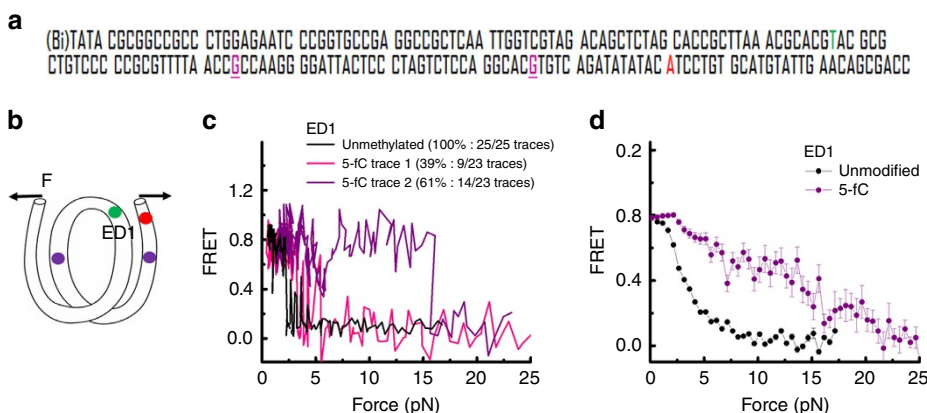 a
(Bi)TATA CGCGGCCGCC CTGGAGAATC CCGGTGCCGA GGCCGCTCAA TTGGTCGTAG ACAGCTCTAG CACCGCTTAA ACGCACGTAC GCG
CTGTCCC CCGCGTTTTA ACCGCCAAGG GGATTACTCC CTAGTCTCCA GGCACGTGTC AGATATATAC ATCCTGT GCATGTATTG AACAGCGACC
b
F
ED1
c
ED1
Unmethylated (100% : 25/25 traces)
5-fC trace 1 (39% : 9/23 traces)
5-fC trace 2 (61% : 14/23 traces)
FRET
1.2
0.8
0.4
0.0
0 5 10 15 20 25
Force (pN)
d
ED1
Unmodified
5-fC
FRET
0.2
0.8
0.4
0.0
0 5 10 15 20 25
Force (pN)